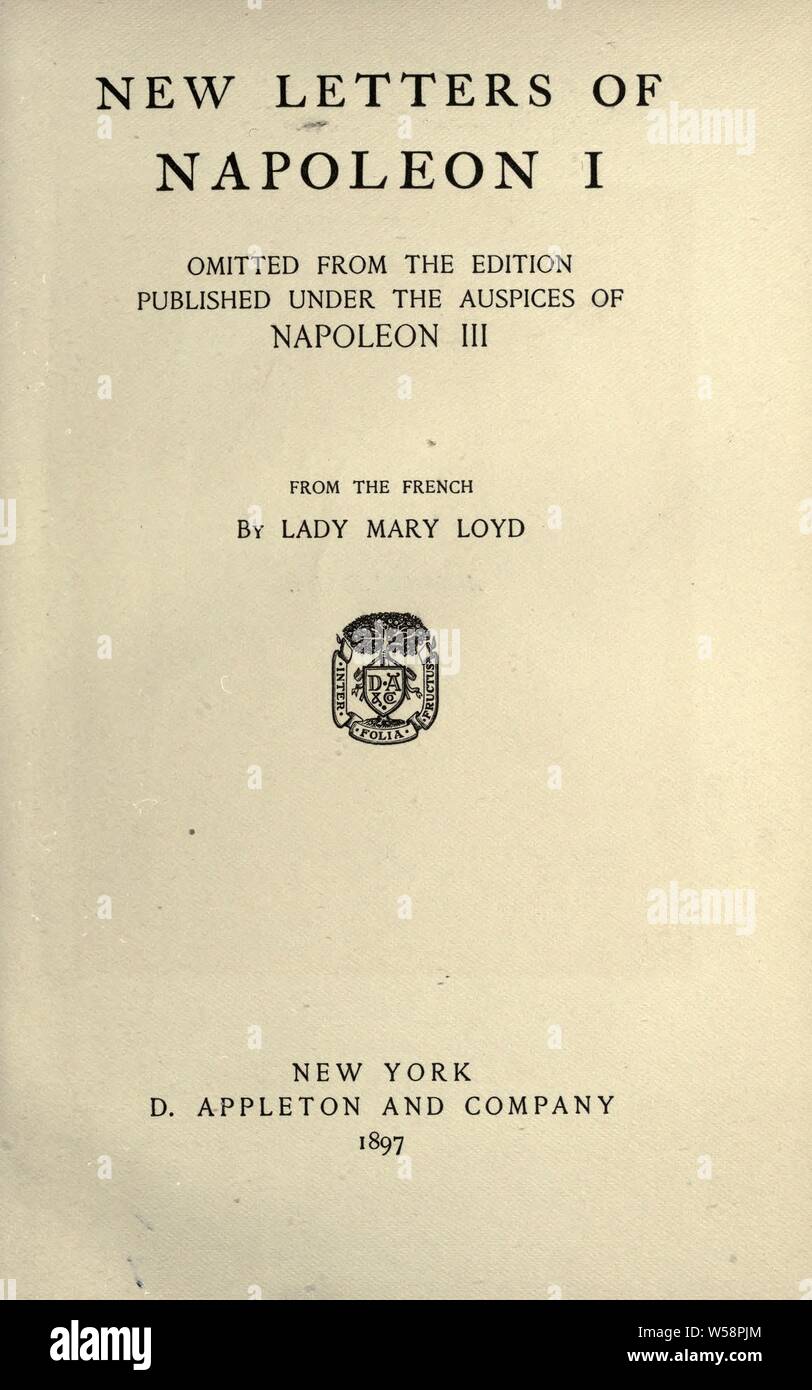 NEW LETTERS OF
NAPOLEON I
OMITTED FROM THE EDITION
PUBLISHED UNDER THE AUSPICES OF
NAPOLEON III
FROM THE FRENCH
By LADY MARY LOYD
D·A
& Co
·INTER·
·FOLIA·
FRUCTUS
NEW YORK
D. APPLETON AND COMPANY
1897
a alamy
alamy
Image ID: W58PJM
www.alamy.com